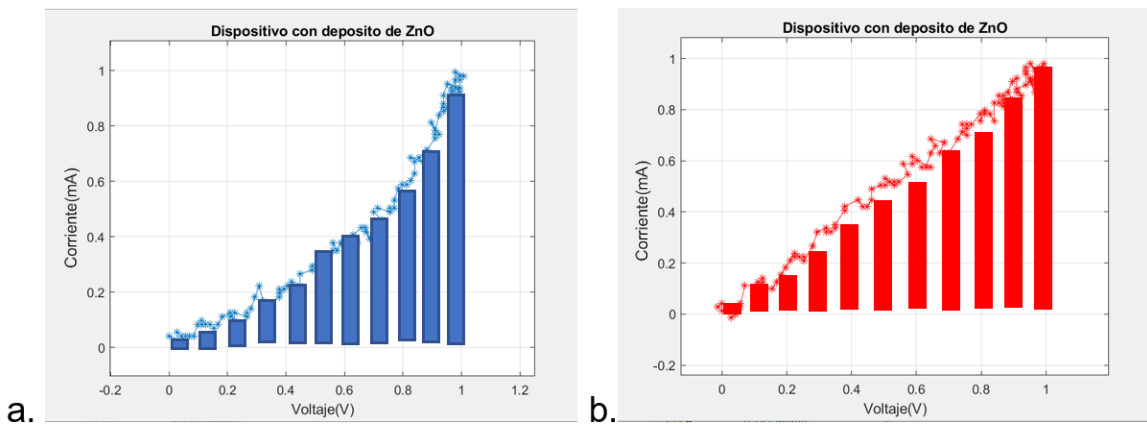 a.
Dispositivo con deposito de ZnO
Corriente(mA)
1
0.8
0.6
0.4
0.2
0
-0.2 0 0.2 0.4 0.6 0.8 1 1.2
Voltaje(V)
b.
Dispositivo con deposito de ZnO
Corriente(mA)
1
0.8
0.6
0.4
0.2
0
-0.2
0 0.2 0.4 0.6 0.8 1
Voltaje(V)